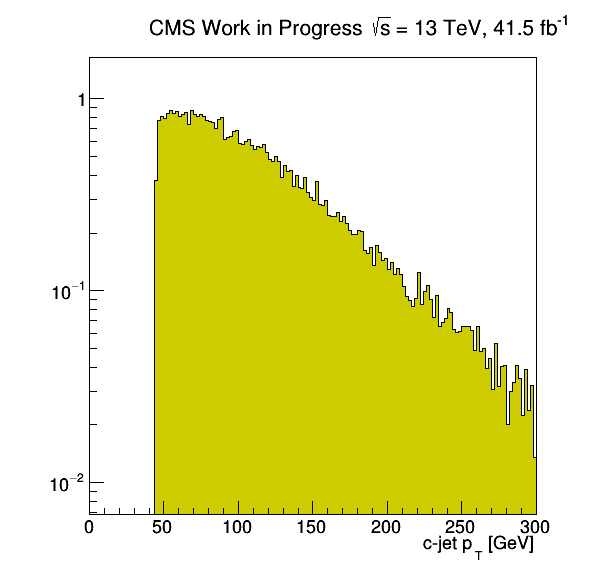 CMS Work in Progress √s = 13 TeV, 41.5 fb⁻¹
1
10⁻¹
10⁻²
0 50 100 150 200 250 300
c-jet p_T [GeV]